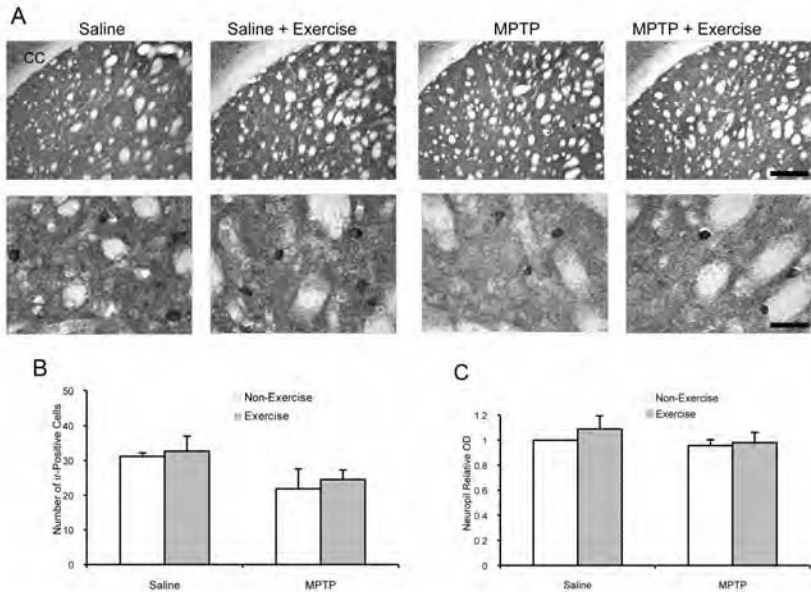 A
Saline
Saline + Exercise
MPTP
MPTP + Exercise
CC
B
Non-Exercise
Exercise
Number of ir-Positive Cells
50
40
30
20
10
0
Saline
MPTP
C
Non-Exercise
Exercise
Neuropil Relative OD
1.2
1
0.8
0.6
0.4
0.2
0
Saline
MPTP